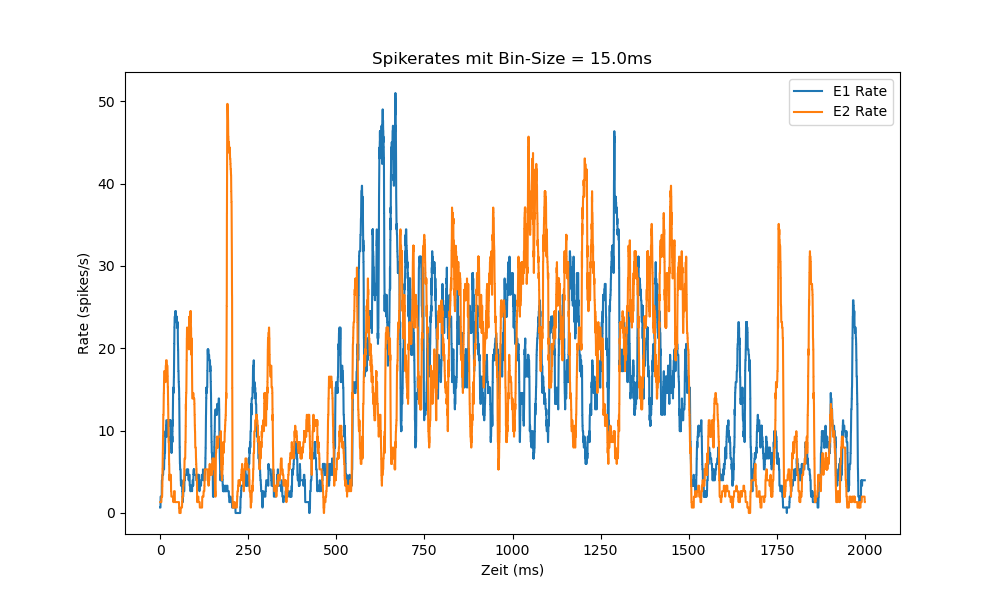 Spikerates mit Bin-Size = 15.0ms
E1 Rate
E2 Rate
Rate (spikes/s)
50
40
30
20
10
0
0 250 500 750 1000 1250 1500 1750 2000
Zeit (ms)